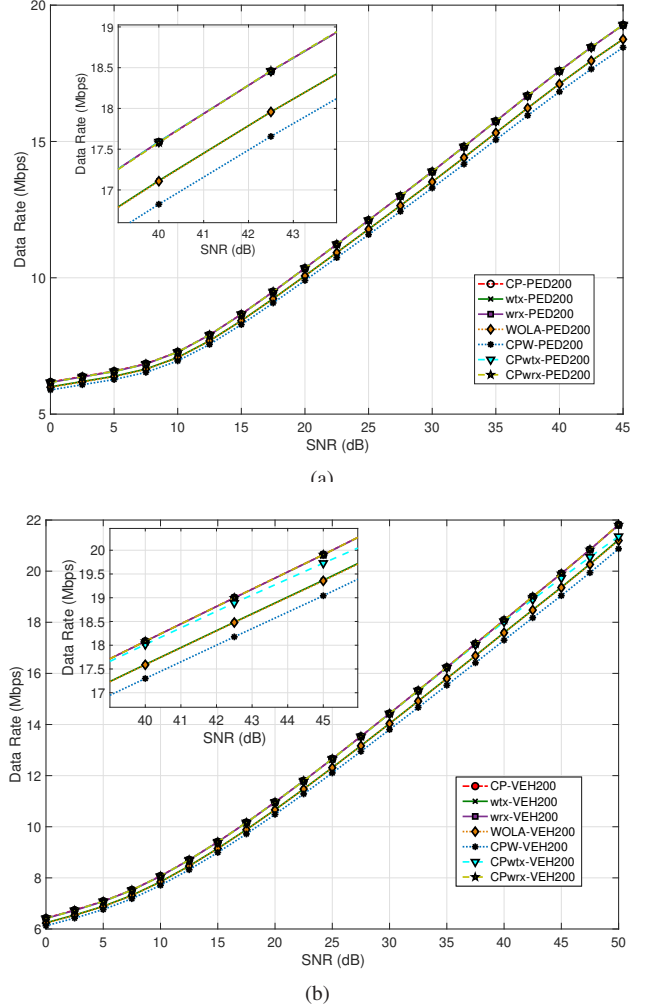 19
18.5
18
17.5
17
Data Rate (Mbps)
40 41 42 43
SNR (dB)
20
15
10
5
Data Rate (Mbps)
CP-PED200
wtx-PED200
wrx-PED200
WOLA-PED200
CPW-PED200
CPwtx-PED200
CPwrx-PED200
0 5 10 15 20 25 30 35 40 45
SNR (dB)
(a)
20
19.5
19
18.5
18
17.5
17
Data Rate (Mbps)
40 41 42 43 44 45
SNR (dB)
22
20
18
16
14
12
10
8
6
Data Rate (Mbps)
CP-VEH200
wtx-VEH200
wrx-VEH200
WOLA-VEH200
CPW-VEH200
CPwtx-VEH200
CPwrx-VEH200
0 5 10 15 20 25 30 35 40 45 50
SNR (dB)
(b)